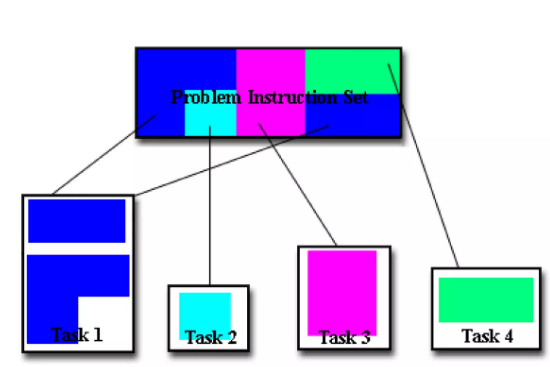 Problem Instruction Set
Task 1
Task 2
Task 3
Task 4